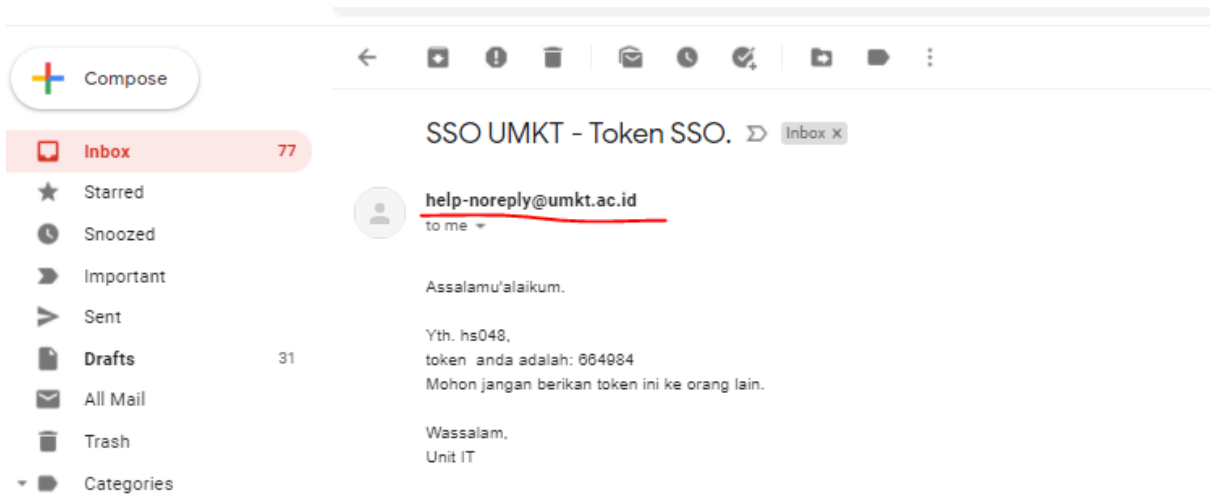 Compose
Inbox 77
Starred
Snoozed
Important
Sent
Drafts 31
All Mail
Trash
Categories
SSO UMKT - Token SSO. Inbox x
help-noreply@umkt.ac.id
to me
Assalamu'alaikum.
Yth. hs048,
token anda adalah: 664984
Mohon jangan berikan token ini ke orang lain.
Wassalam,
Unit IT